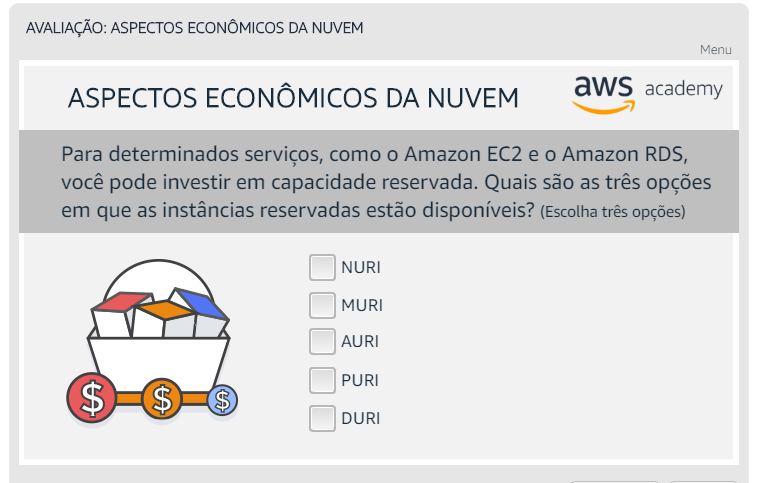 AVALIAÇÃO: ASPECTOS ECONÔMICOS DA NUVEM
Menu
ASPECTOS ECONÔMICOS DA NUVEM
aws academy
Para determinados serviços, como o Amazon EC2 e o Amazon RDS,
você pode investir em capacidade reservada. Quais são as três opções
em que as instâncias reservadas estão disponíveis? (Escolha três opções)
NURI
MURI
AURI
PURI
DURI
$ $ $